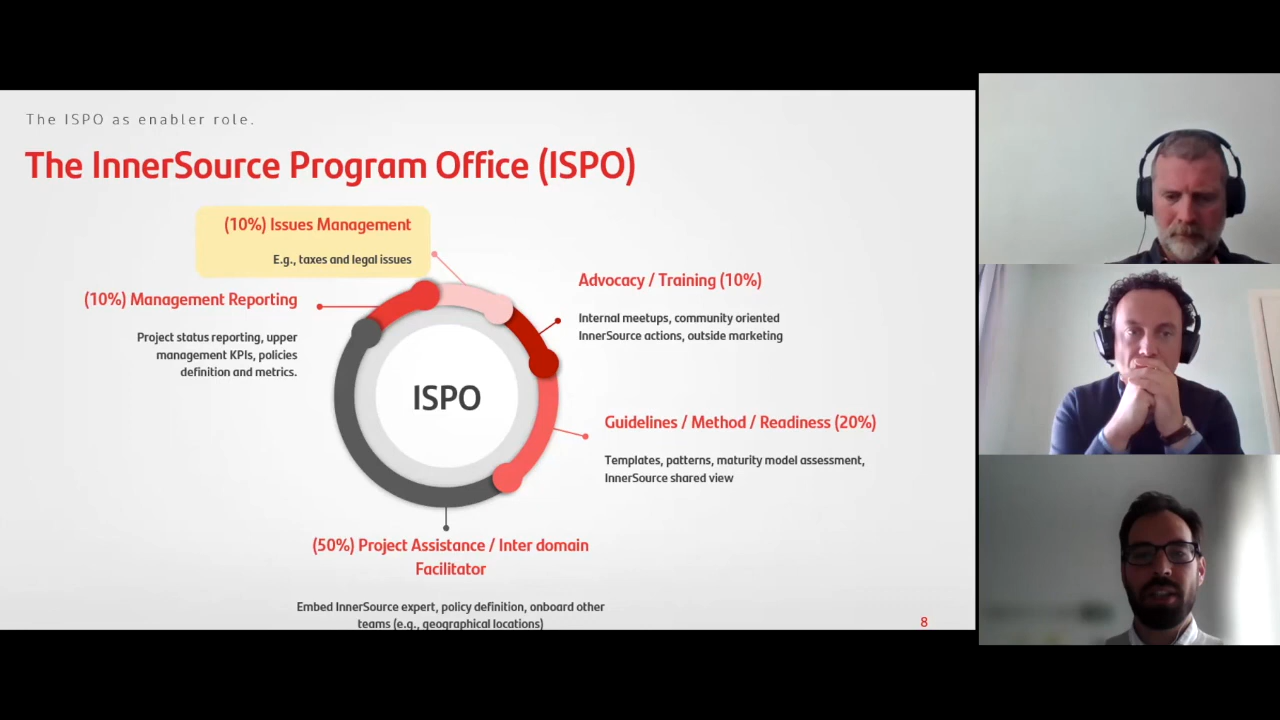 The ISPO as enabler role.
The InnerSource Program Office (ISPO)
(10%) Issues Management
E.g., taxes and legal issues
(10%) Management Reporting
Project status reporting, upper
management KPIs, policies
definition and metrics.
Advocacy / Training (10%)
Internal meetups, community oriented
InnerSource actions, outside marketing
ISPO
Guidelines / Method / Readiness (20%)
Templates, patterns, maturity model assessment,
InnerSource shared view
(50%) Project Assistance / Inter domain
Facilitator
Embed InnerSource expert, policy definition, onboard other
teams (e.g., geographical locations)
8